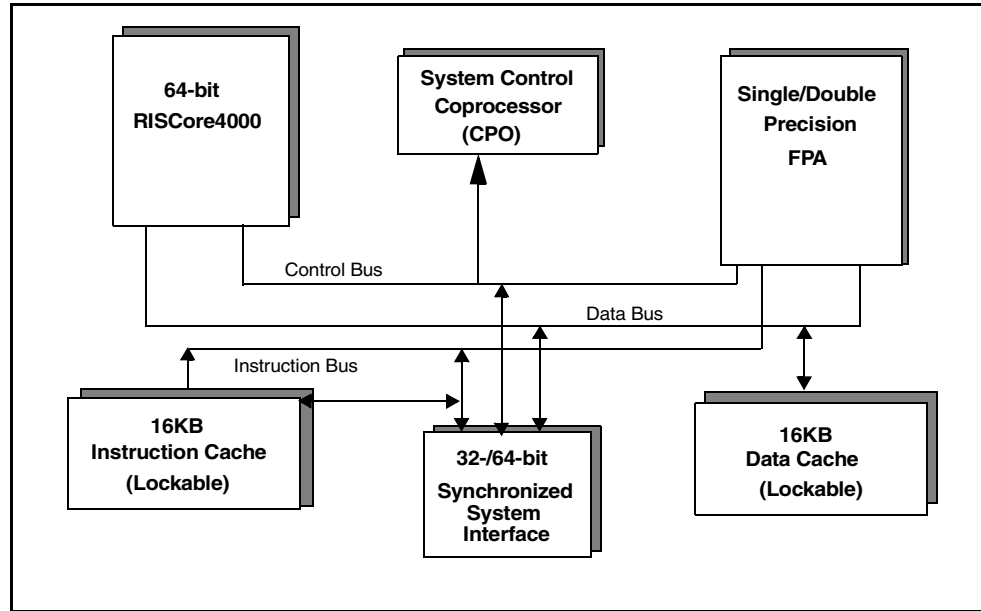 64-bit
RISCore4000
System Control
Coprocessor
(CPO)
Single/Double
Precision
FPA
Control Bus
Data Bus
Instruction Bus
16KB
Instruction Cache
(Lockable)
32-/64-bit
Synchronized
System
Interface
16KB
Data Cache
(Lockable)